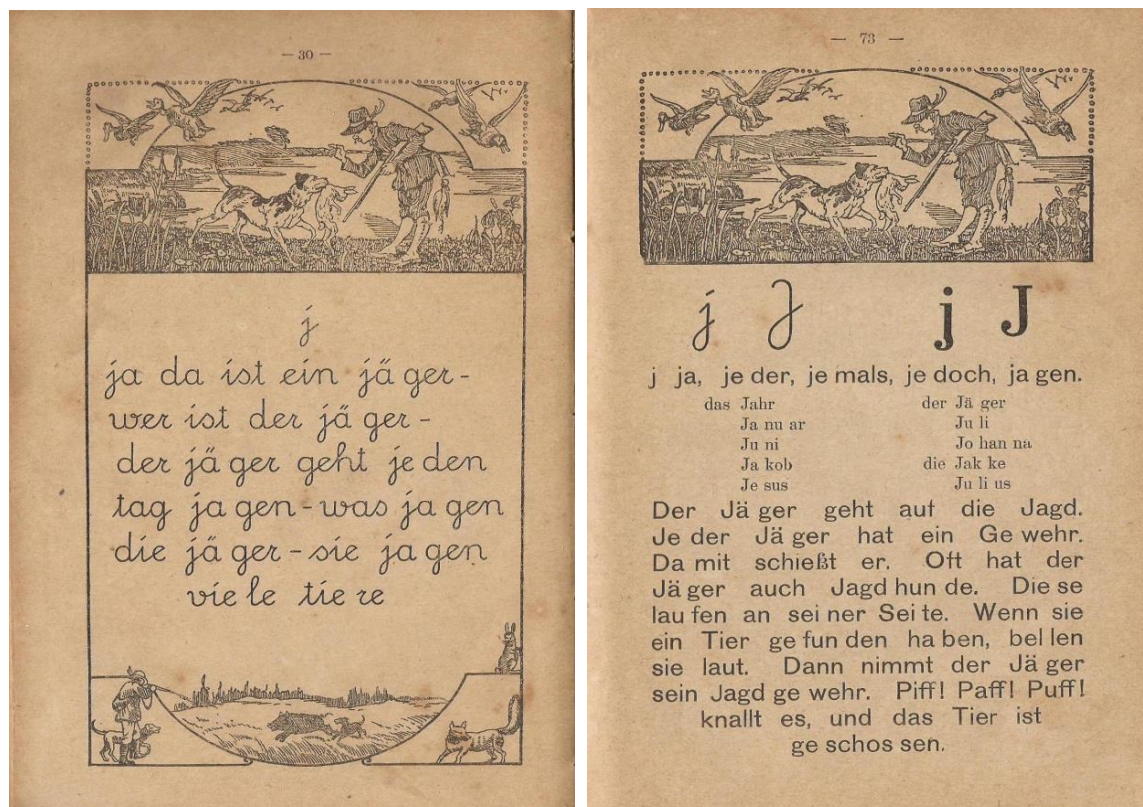 — 30 —
j
ja da ist ein jä ger-
wer ist der jä ger-
der jä ger geht je den
tag ja gen-was ja gen
die jä ger-sie ja gen
vie le tie re
— 73 —
j J j J
j ja, je der, je mals, je doch, ja gen.
das Jahr der Jä ger
Ja nu ar Ju li
Ju ni Jo han na
Ja kob die Jak ke
Je sus Ju li us
Der Jä ger geht auf die Jagd.
Je der Jä ger hat ein Ge wehr.
Da mit schießt er. Oft hat der
Jä ger auch Jagd hun de. Die se
lau fen an sei ner Sei te. Wenn sie
ein Tier ge fun den ha ben, bel len
sie laut. Dann nimmt der Jä ger
sein Jagd ge wehr. Piff! Paff! Puff!
knallt es, und das Tier ist
ge schos sen.